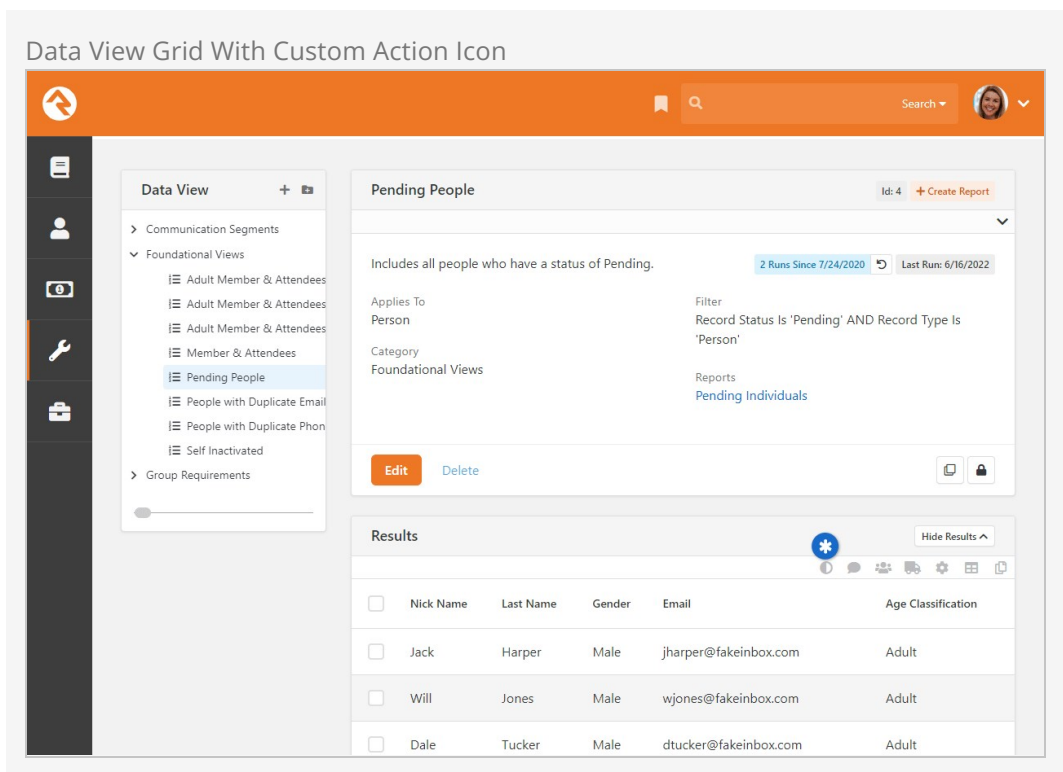 Data View Grid With Custom Action Icon
Search
Data View
Communication Segments
Foundational Views
Adult Member & Attendees
Adult Member & Attendees
Adult Member & Attendees
Member & Attendees
Pending People
People with Duplicate Email
People with Duplicate Phon
Self Inactivated
Group Requirements
Pending People
Id: 4
+ Create Report
Includes all people who have a status of Pending.
2 Runs Since 7/24/2020
Last Run: 6/16/2022
Applies To
Person
Category
Foundational Views
Filter
Record Status Is 'Pending' AND Record Type Is
'Person'
Reports
Pending Individuals
Edit
Delete
Results
Hide Results
Nick Name Last Name Gender Email Age Classification
Jack Harper Male jharper@fakeinbox.com Adult
Will Jones Male wjones@fakeinbox.com Adult
Dale Tucker Male dtucker@fakeinbox.com Adult